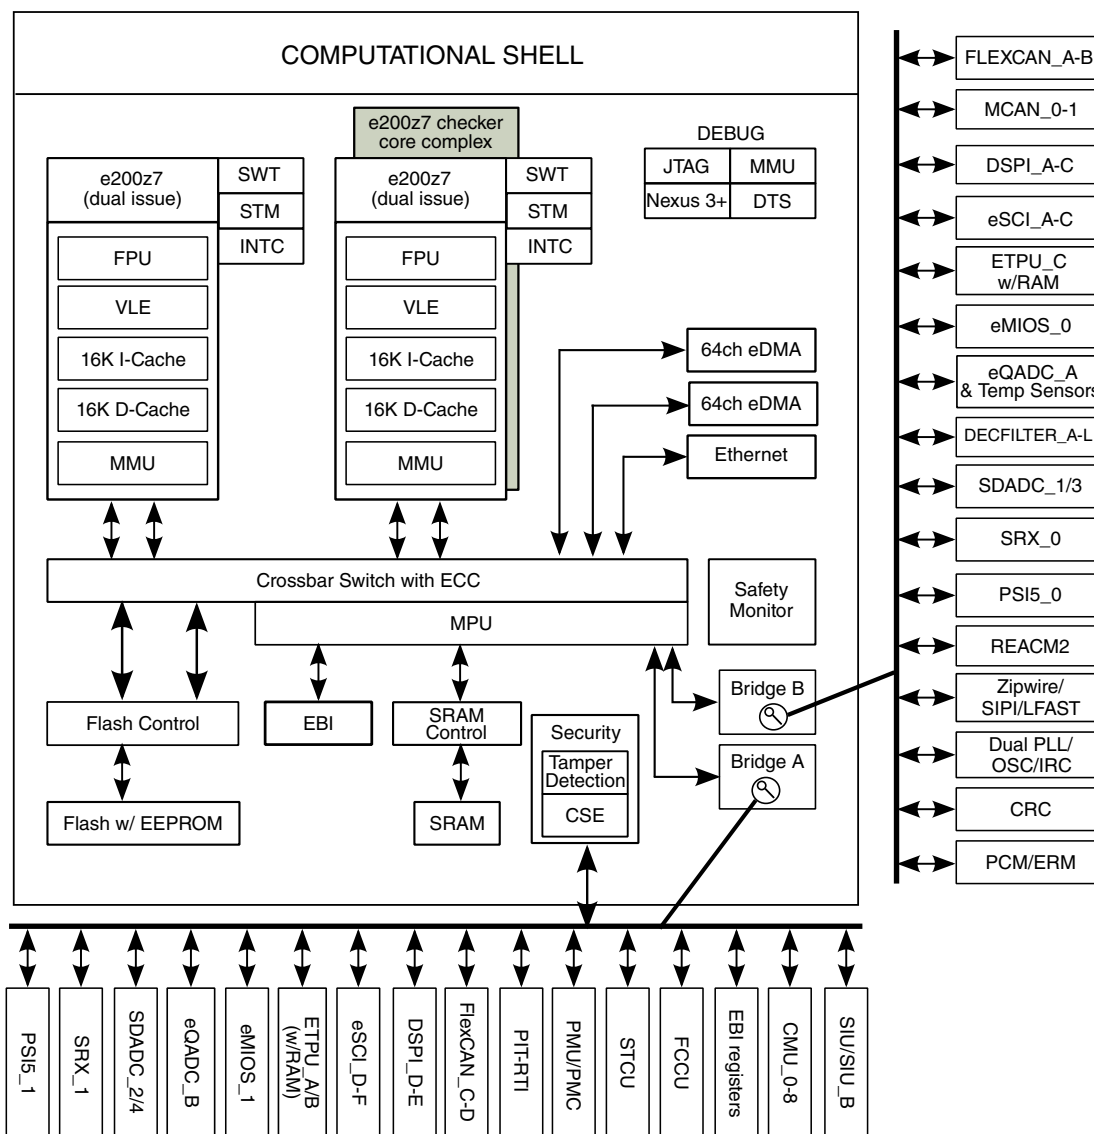 COMPUTATIONAL SHELL
e200z7 checker
core complex
e200z7
(dual issue)
SWT
STM
INTC
FPU
VLE
16K I-Cache
16K D-Cache
MMU
e200z7
(dual issue)
SWT
STM
INTC
FPU
VLE
16K I-Cache
16K D-Cache
MMU
DEBUG
JTAG
MMU
Nexus 3+
DTS
64ch eDMA
64ch eDMA
Ethernet
Crossbar Switch with ECC
MPU
Safety
Monitor
Flash Control
EBI
SRAM
Control
Security
Tamper
Detection
CSE
Bridge B
Bridge A
Flash w/ EEPROM
SRAM
FLEXCAN_A-B
MCAN_0-1
DSPI_A-C
eSCI_A-C
ETPU_C
w/RAM
eMIOS_0
eQADC_A
& Temp Sensors
DECFILTER_A-L
SDADC_1/3
SRX_0
PSI5_0
REACM2
Zipwire/
SIPI/LFAST
Dual PLL/
OSC/IRC
CRC
PCM/ERM
PSI5_1
SRX_1
SDADC_2/4
eQADC_B
eMIOS_1
ETPU_A/B
(w/RAM)
eSCI_D-F
DSPI_D-E
FlexCAN_C-D
PIT-RTI
PMU/PMC
STCU
FCCU
EBI registers
CMU_0-8
SIU/SIU_B